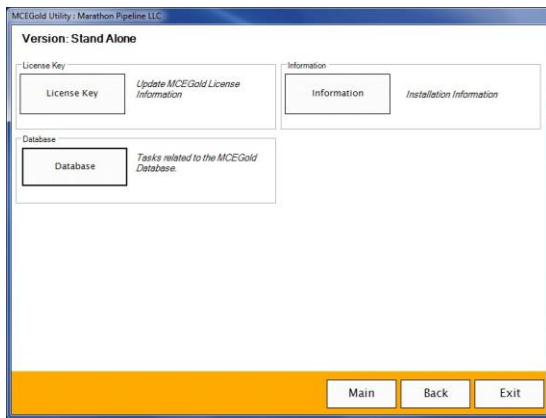 MCEGold Utility : Marathon Pipeline LLC
Version: Stand Alone
License Key
License Key
Update MCEGold License
Information
Information
Information
Installation Information
Database
Database
Tasks related to the MCEGold
Database.
Main
Back
Exit